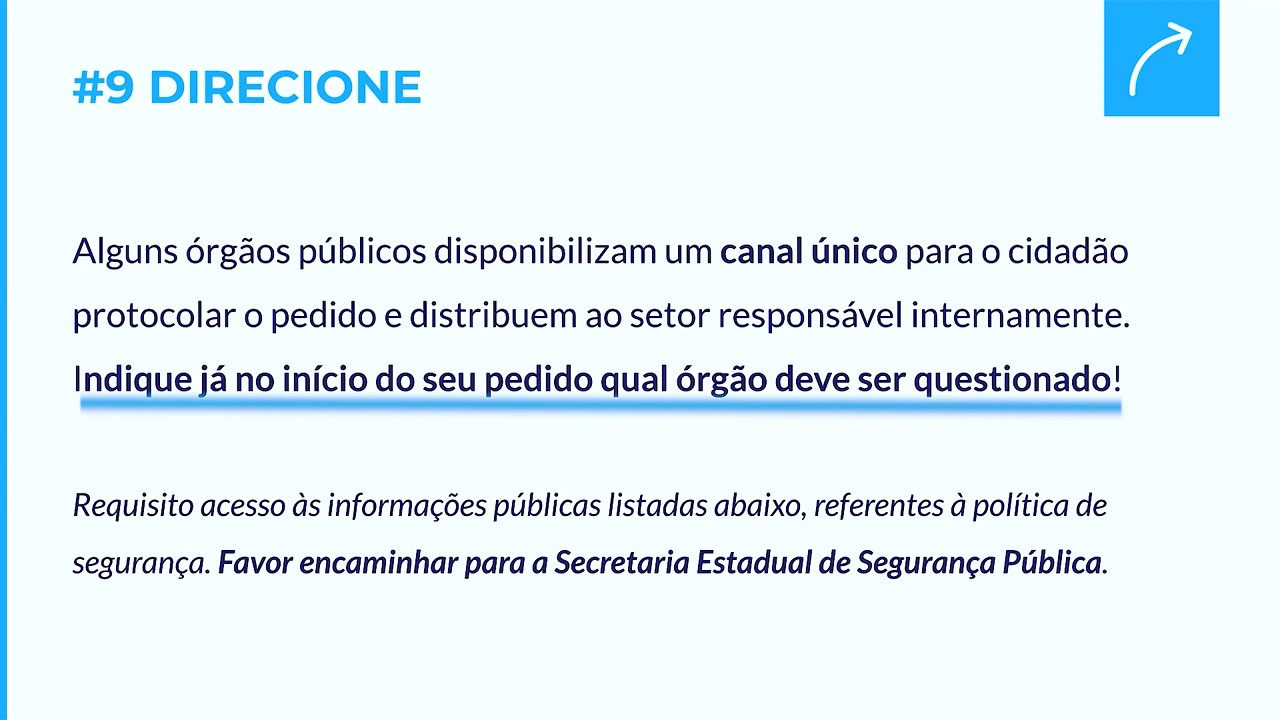 #9 DIRECIONE
Alguns órgãos públicos disponibilizam um canal único para o cidadão
protocolar o pedido e distribuem ao setor responsável internamente.
Indique já no início do seu pedido qual órgão deve ser questionado!
Requisito acesso às informações públicas listadas abaixo, referentes à política de
segurança. Favor encaminhar para a Secretaria Estadual de Segurança Pública.